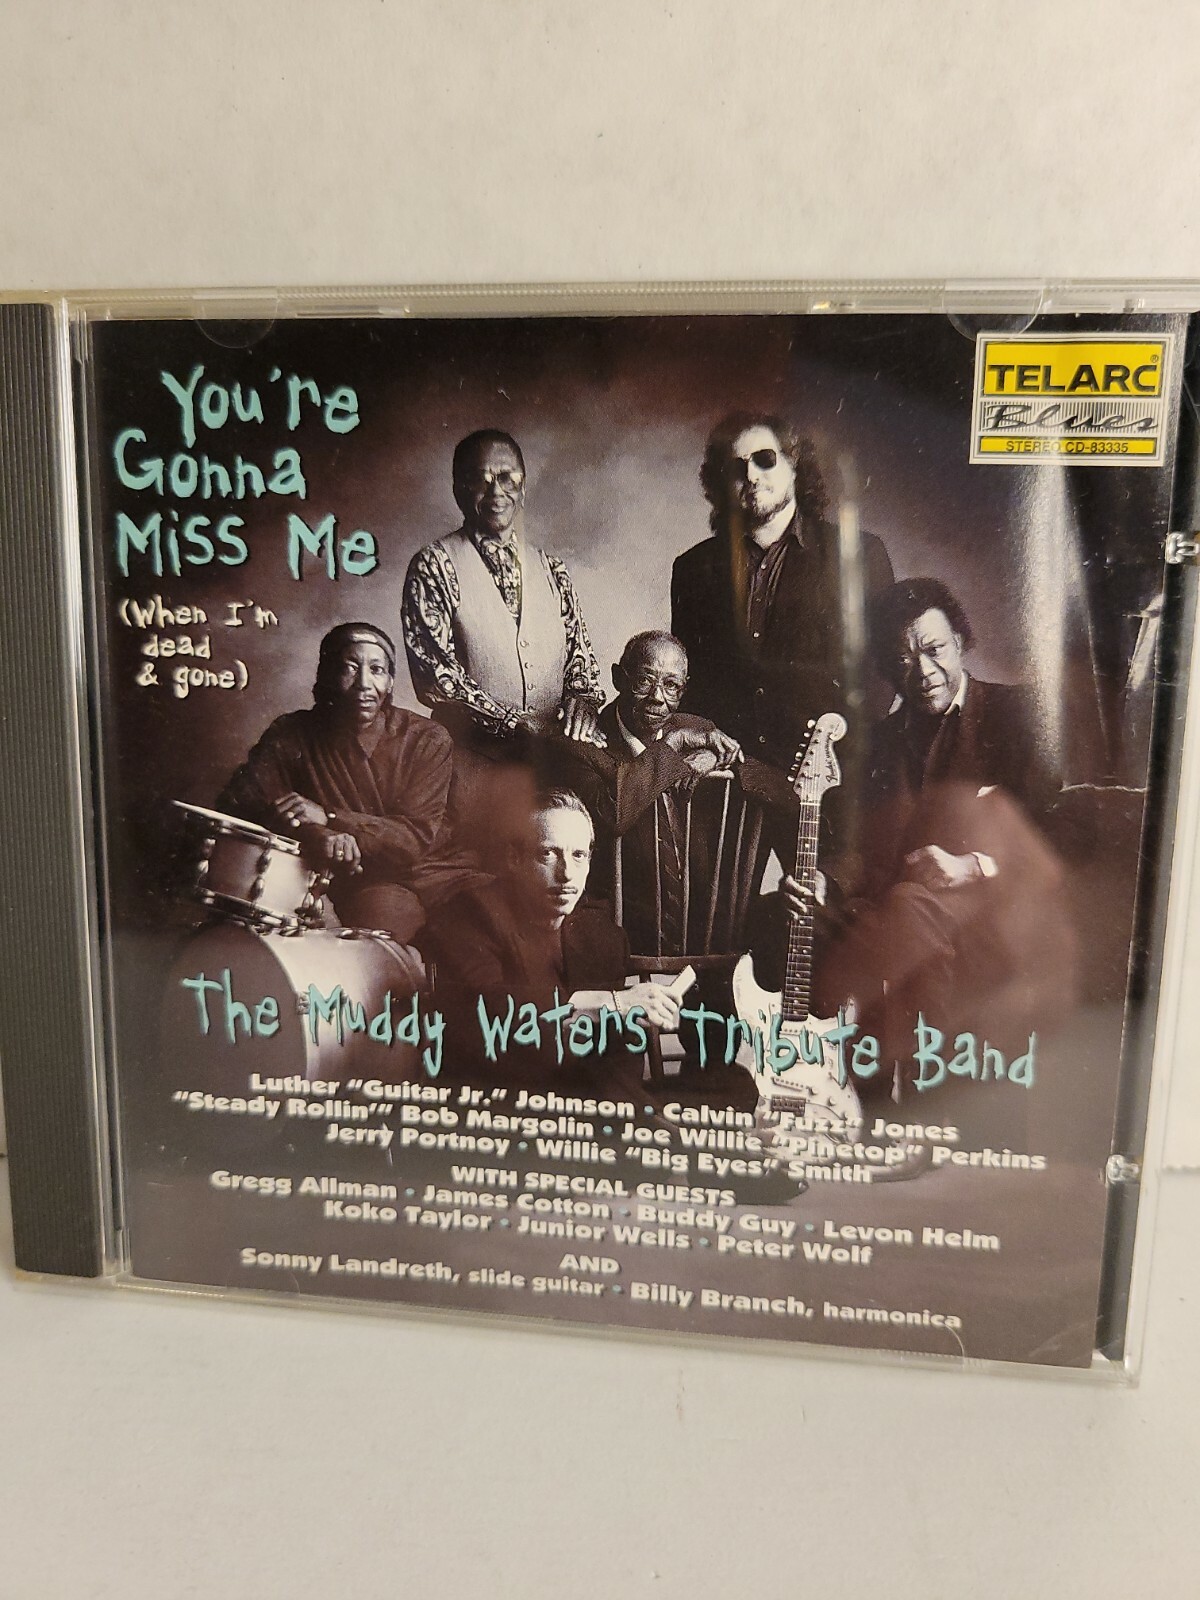 You're
Gonna
Miss Me
(When I'm
dead
& gone)
TELARC®
Blues
STEREO CD-83335
The Muddy Waters Tribute Band
Luther "Guitar Jr." Johnson · Calvin "Fuzz" Jones
"Steady Rollin'" Bob Margolin · Joe Willie "Pinetop" Perkins
Jerry Portnoy · Willie "Big Eyes" Smith
WITH SPECIAL GUESTS
Gregg Allman · James Cotton · Buddy Guy · Levon Helm
Koko Taylor · Junior Wells · Peter Wolf
AND
Sonny Landreth, slide guitar · Billy Branch, harmonica